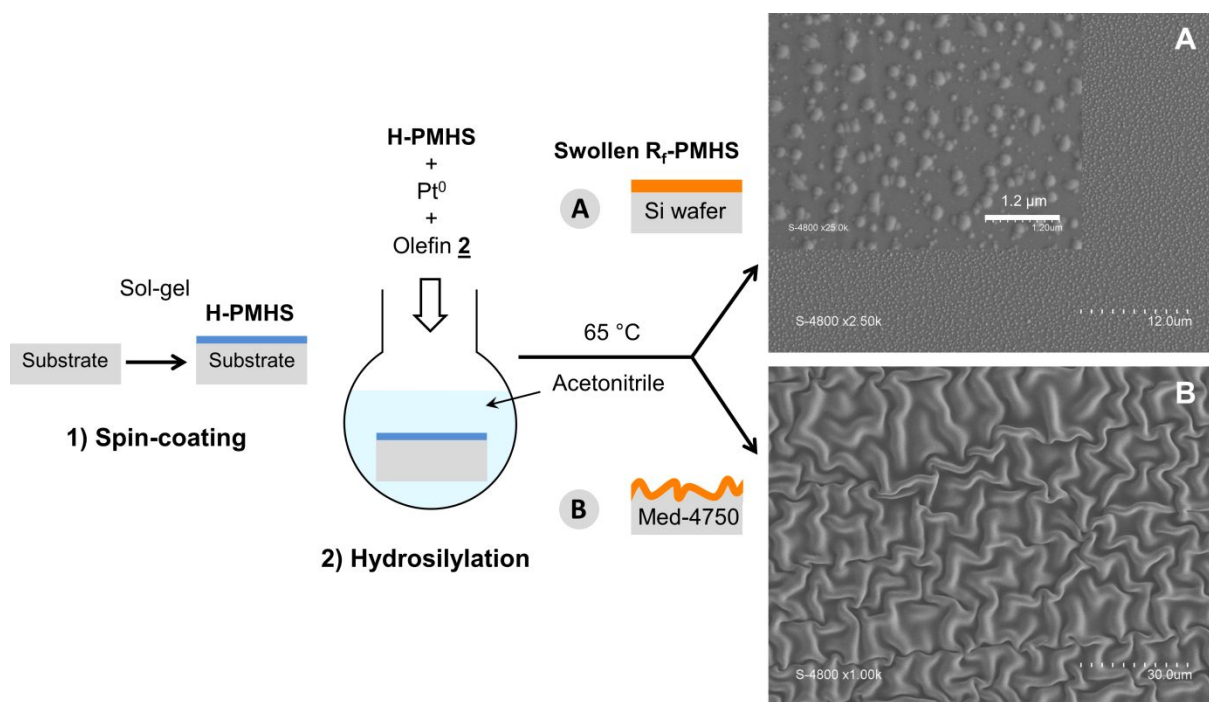 Sol-gel
Substrate
H-PMHS
Substrate
1) Spin-coating
H-PMHS
+
Pt⁰
+
Olefin 2
2) Hydrosilylation
65 °C
Acetonitrile
Swollen Rf-PMHS
A
Si wafer
B
Med-4750
A
1.2 µm
S-4800 x25.0k
1.20um
S-4800 x2.50k
12.0um
B
S-4800 x1.00k
30.0um